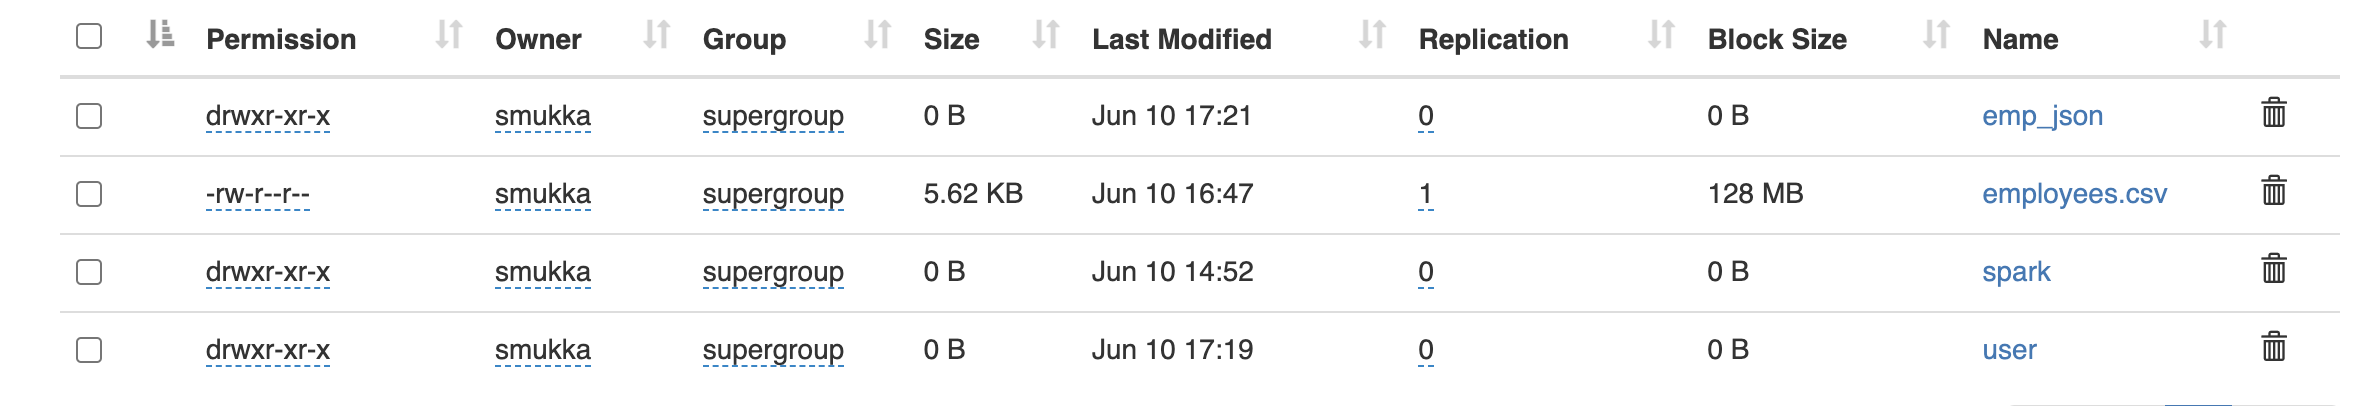 Permission Owner Group Size Last Modified Replication Block Size Name
drwxr-xr-x smukka supergroup 0 B Jun 10 17:21 0 0 B emp_json
-rw-r--r-- smukka supergroup 5.62 KB Jun 10 16:47 1 128 MB employees.csv
drwxr-xr-x smukka supergroup 0 B Jun 10 14:52 0 0 B spark
drwxr-xr-x smukka supergroup 0 B Jun 10 17:19 0 0 B user